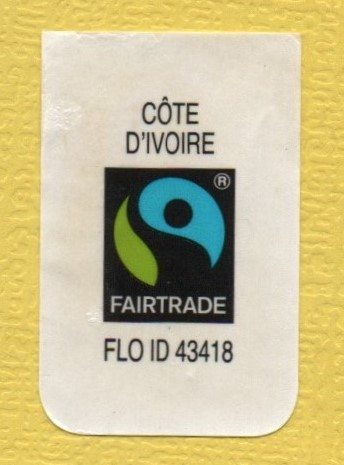 CÔTE
D'IVOIRE
®
FAIRTRADE
FLO ID 43418